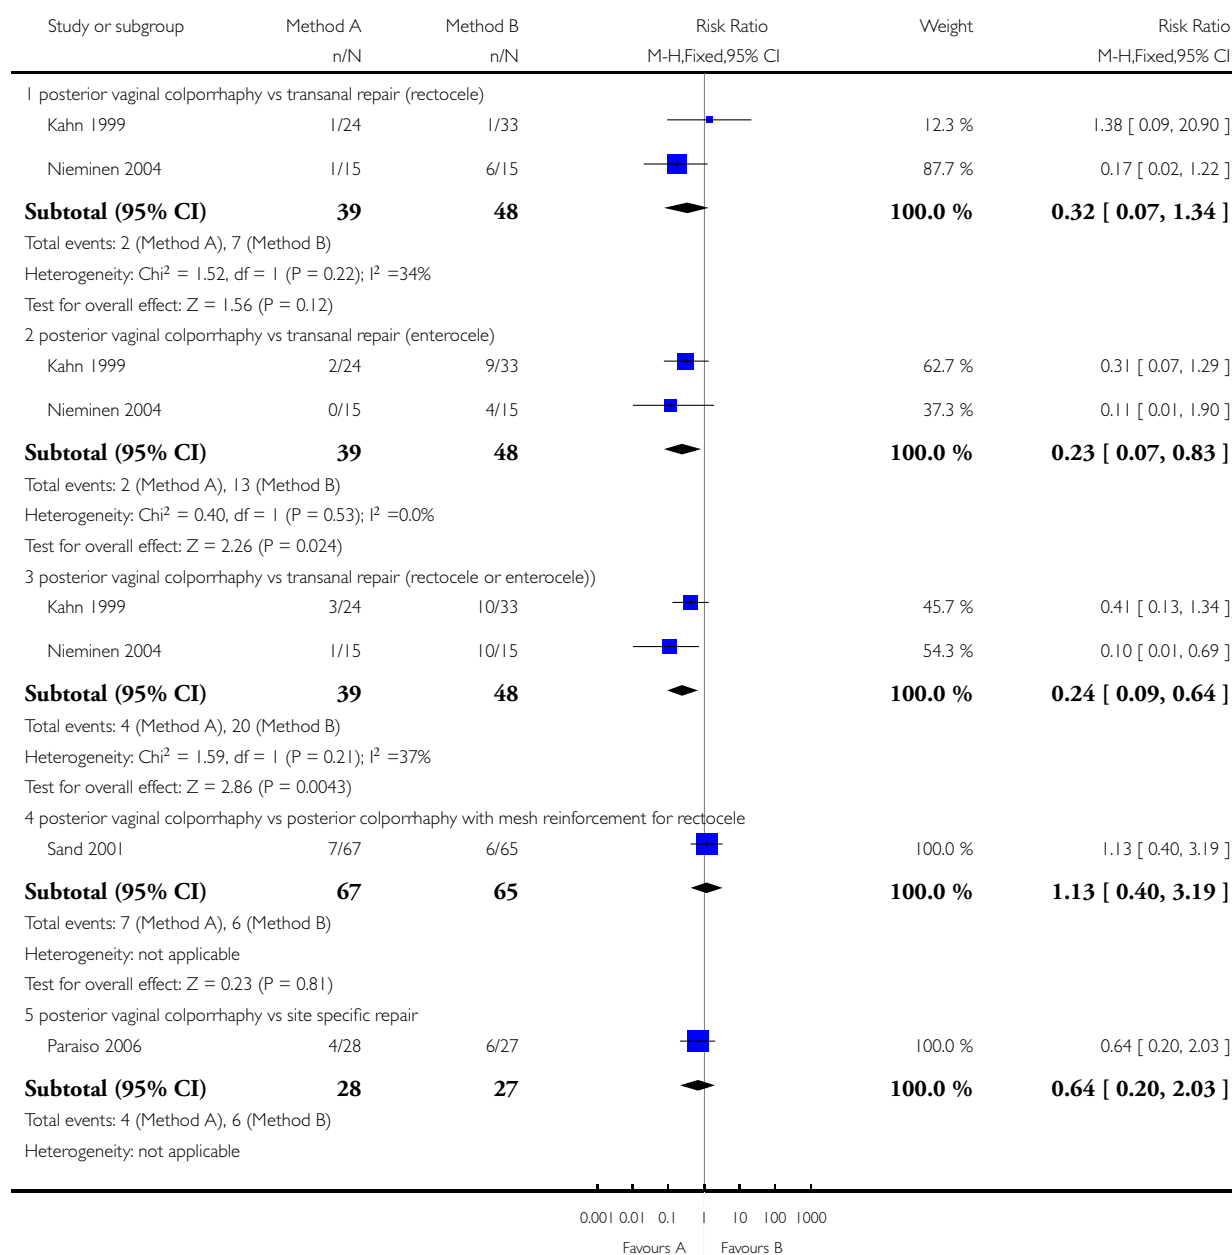 Study or subgroup Method A Method B Risk Ratio Weight Risk Ratio
n/N n/N M-H,Fixed,95% CI M-H,Fixed,95% CI
1 posterior vaginal colporrhaphy vs transanal repair (rectocele)
Kahn 1999 1/24 1/33 12.3 % 1.38 [ 0.09, 20.90 ]
Nieminen 2004 1/15 6/15 87.7 % 0.17 [ 0.02, 1.22 ]
Subtotal (95% CI) 39 48 100.0 % 0.32 [ 0.07, 1.34 ]
Total events: 2 (Method A), 7 (Method B)
Heterogeneity: Chi² = 1.52, df = 1 (P = 0.22); I² =34%
Test for overall effect: Z = 1.56 (P = 0.12)
2 posterior vaginal colporrhaphy vs transanal repair (enterocele)
Kahn 1999 2/24 9/33 62.7 % 0.31 [ 0.07, 1.29 ]
Nieminen 2004 0/15 4/15 37.3 % 0.11 [ 0.01, 1.90 ]
Subtotal (95% CI) 39 48 100.0 % 0.23 [ 0.07, 0.83 ]
Total events: 2 (Method A), 13 (Method B)
Heterogeneity: Chi² = 0.40, df = 1 (P = 0.53); I² =0.0%
Test for overall effect: Z = 2.26 (P = 0.024)
3 posterior vaginal colporrhaphy vs transanal repair (rectocele or enterocele))
Kahn 1999 3/24 10/33 45.7 % 0.41 [ 0.13, 1.34 ]
Nieminen 2004 1/15 10/15 54.3 % 0.10 [ 0.01, 0.69 ]
Subtotal (95% CI) 39 48 100.0 % 0.24 [ 0.09, 0.64 ]
Total events: 4 (Method A), 20 (Method B)
Heterogeneity: Chi² = 1.59, df = 1 (P = 0.21); I² =37%
Test for overall effect: Z = 2.86 (P = 0.0043)
4 posterior vaginal colporrhaphy vs posterior colporrhaphy with mesh reinforcement for rectocele
Sand 2001 7/67 6/65 100.0 % 1.13 [ 0.40, 3.19 ]
Subtotal (95% CI) 67 65 100.0 % 1.13 [ 0.40, 3.19 ]
Total events: 7 (Method A), 6 (Method B)
Heterogeneity: not applicable
Test for overall effect: Z = 0.23 (P = 0.81)
5 posterior vaginal colporrhaphy vs site specific repair
Paraiso 2006 4/28 6/27 100.0 % 0.64 [ 0.20, 2.03 ]
Subtotal (95% CI) 28 27 100.0 % 0.64 [ 0.20, 2.03 ]
Total events: 4 (Method A), 6 (Method B)
Heterogeneity: not applicable
0.001 0.01 0.1 1 10 100 1000
Favours A Favours B